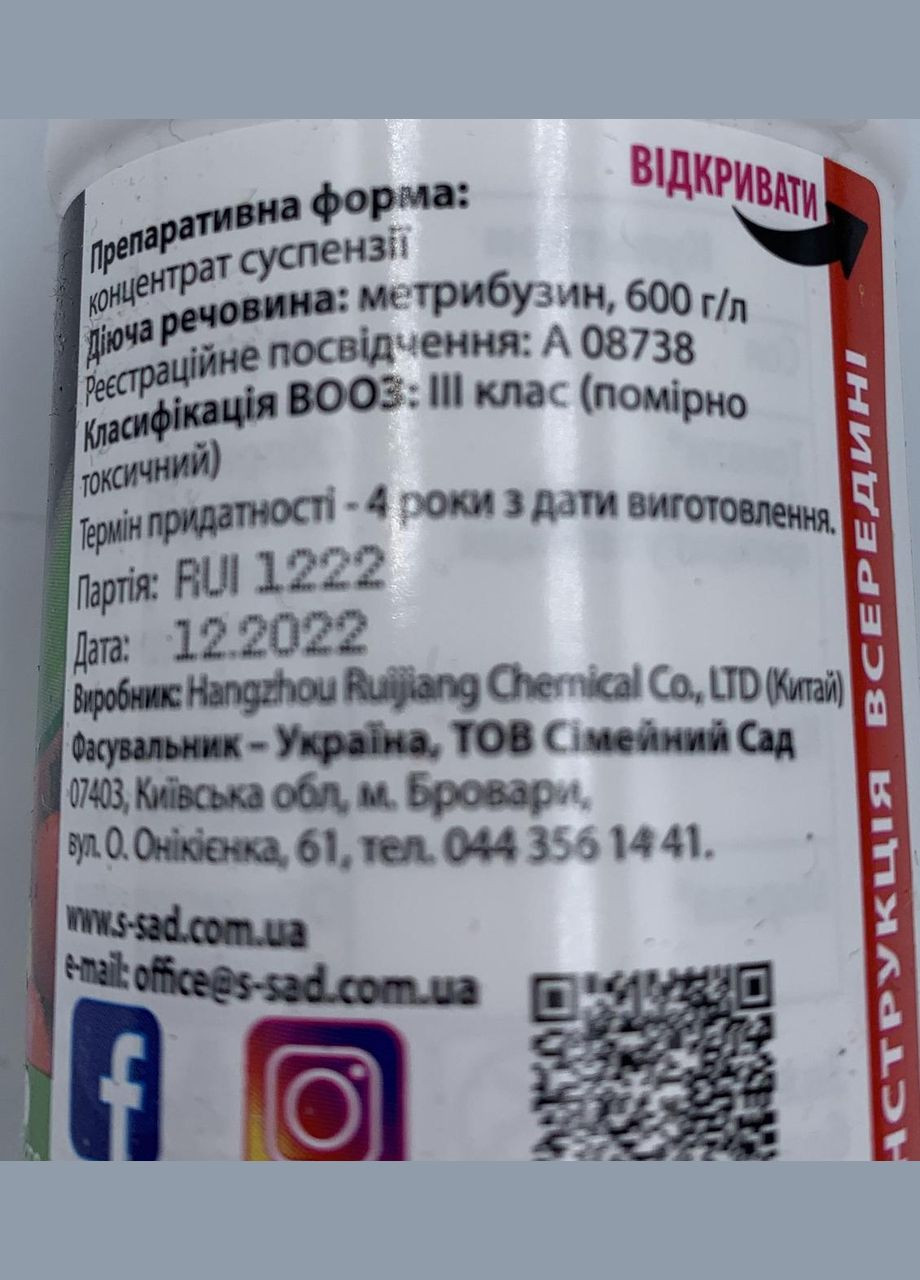 ВІДКРИВАТИ
Препаративна форма:
концентрат суспензії
Діюча речовина: метрибузин, 600 г/л
Реєстраційне посвідчення: А 08738
Класифікація ВООЗ: III клас (помірно
токсичний)
Термін придатності - 4 роки з дати виготовлення.
Партія: RUI 1222
Дата: 12.2022
Виробник: Hangzhou Ruijiang Chemical Co., LTD (Китай)
Фасувальник – Україна, ТОВ Сімейний Сад
07403, Київська обл, м. Бровари,
вул. О. Онікієнка, 61, тел. 044 356 14 41.
www.s-sad.com.ua
e-mail: office@s-sad.com.ua
НСТРУКЦІЯ ВСЕРЕДИНІ